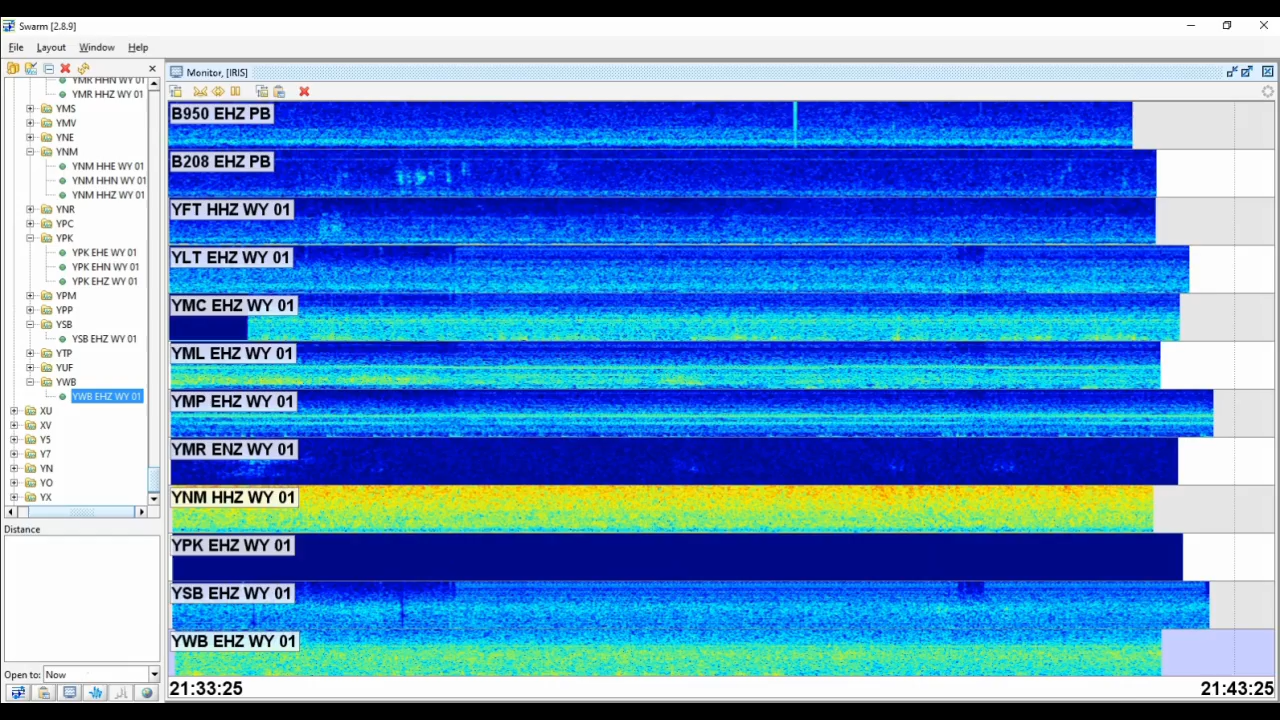 Swarm [2.8.9]
File Layout Window Help
Monitor, [IRIS]
YMR HHN WY 01
YMR HHZ WY 01
YMS
YMV
YNE
YNM
YNM HHE WY 01
YNM HHN WY 01
YNM HHZ WY 01
YNR
YPC
YPK
YPK EHE WY 01
YPK EHN WY 01
YPK EHZ WY 01
YPM
YPP
YSB
YSB EHZ WY 01
YTP
YUF
YWB
YWB EHZ WY 01
XU
XV
Y5
Y7
YN
YO
YX
Distance
Open to: Now
B950 EHZ PB
B208 EHZ PB
YFT HHZ WY 01
YLT EHZ WY 01
YMC EHZ WY 01
YML EHZ WY 01
YMP EHZ WY 01
YMR ENZ WY 01
YNM HHZ WY 01
YPK EHZ WY 01
YSB EHZ WY 01
YWB EHZ WY 01
21:33:25 21:43:25